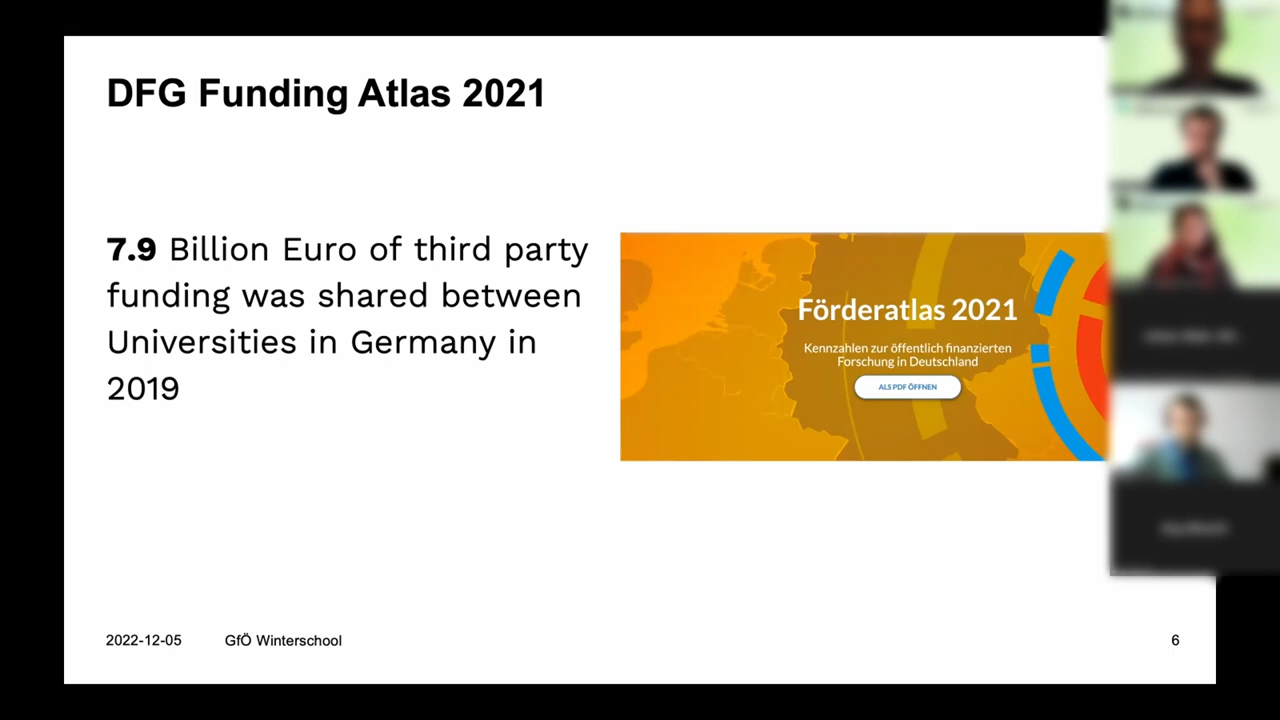 DFG Funding Atlas 2021
7.9 Billion Euro of third party
funding was shared between
Universities in Germany in
2019
Förderatlas 2021
Kennzahlen zur öffentlich finanzierten
Forschung in Deutschland
ALS PDF ÖFFNEN
2022-12-05 GfÖ Winterschool 6